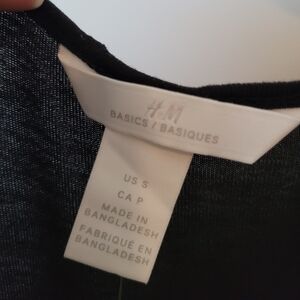 H&M
BASICS / BASIQUES
US S
CA P
MADE IN
BANGLADESH
FABRIQUÉ EN
BANGLADESH